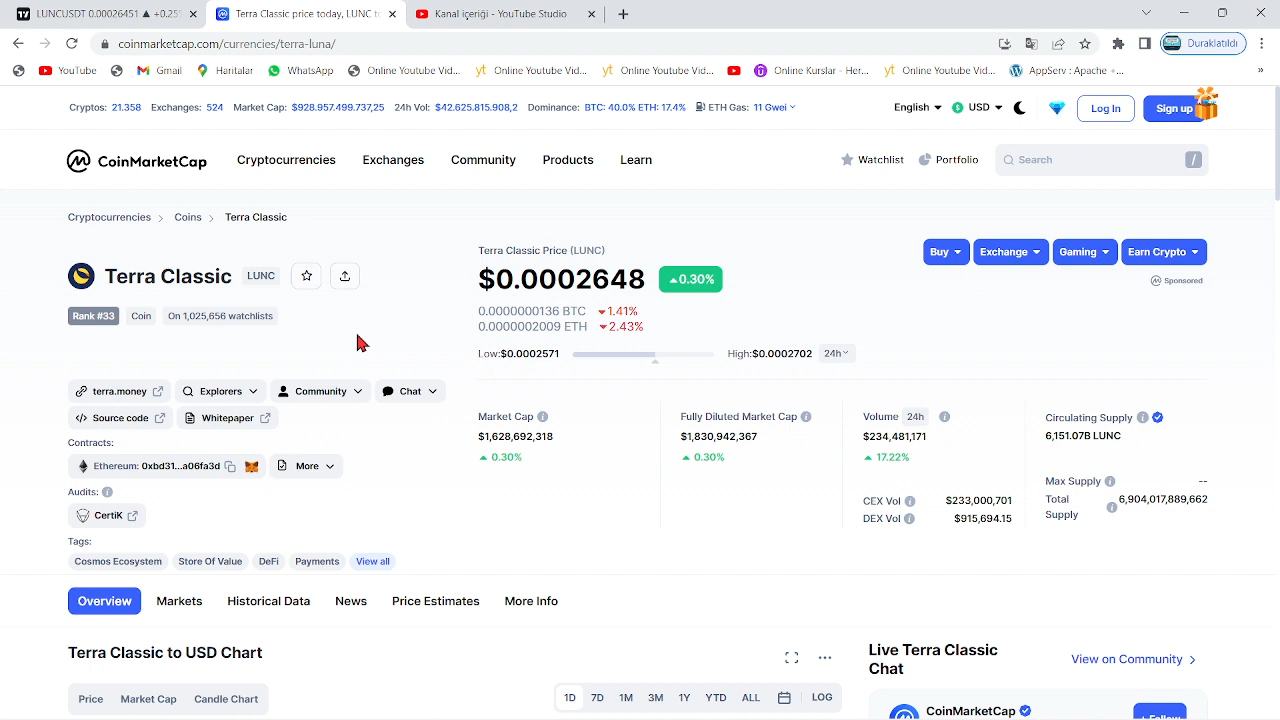 LUNCUSDT 0.00026451 ▲ +0.25
Terra Classic price today, LUNC to
Kanal içeriği - YouTube Studio
coinmarketcap.com/currencies/terra-luna/
Duraklatıldı
YouTube
Gmail
Haritalar
WhatsApp
Online Youtube Vid...
Online Youtube Vid...
Online Youtube Vid...
Online Kurslar - Her...
Online Youtube Vid...
AppServ : Apache +...
»
Cryptos: 21.358 Exchanges: 524 Market Cap: $928.957.499.737,25 24h Vol: $42.625.815.908,2 Dominance: BTC: 40.0% ETH: 17.4% ETH Gas: 11 Gwei
English
USD
Log In
Sign up
CoinMarketCap
Cryptocurrencies
Exchanges
Community
Products
Learn
Watchlist
Portfolio
Search
/
Cryptocurrencies > Coins > Terra Classic
Terra Classic LUNC
Rank #33
Coin
On 1,025,656 watchlists
Terra Classic Price (LUNC)
$0.0002648 ▲0.30%
0.0000000136 BTC ▼1.41%
0.0000002009 ETH ▼2.43%
Low:$0.0002571
High:$0.0002702
24h
Buy
Exchange
Gaming
Earn Crypto
Sponsored
terra.money
Explorers
Community
Chat
Source code
Whitepaper
Contracts:
Ethereum: 0xbd31...a06fa3d
More
Audits:
CertiK
Tags:
Cosmos Ecosystem
Store Of Value
DeFi
Payments
View all
Market Cap
$1,628,692,318
▲ 0.30%
Fully Diluted Market Cap
$1,830,942,367
▲ 0.30%
Volume 24h
$234,481,171
▲ 17.22%
CEX Vol $233,000,701
DEX Vol $915,694.15
Circulating Supply
6,151.07B LUNC
Max Supply --
Total Supply 6,904,017,889,662
Overview
Markets
Historical Data
News
Price Estimates
More Info
Terra Classic to USD Chart
Price
Market Cap
Candle Chart
1D
7D
1M
3M
1Y
YTD
ALL
LOG
Live Terra Classic
Chat
View on Community >
CoinMarketCap
+ Follow